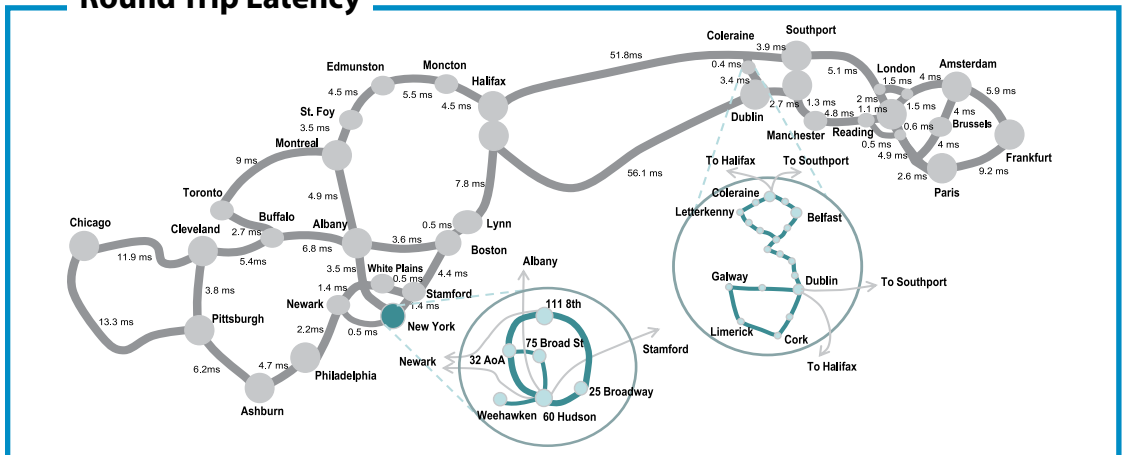 Round Trip Latency
Coleraine
Southport
3.9 ms
51.8ms
0.4 ms
5.1 ms
London
Amsterdam
Edmunston
Moncton
Halifax
3.4 ms
1.5 ms
4 ms
5.9 ms
4.5 ms
5.5 ms
4.5 ms
2.7 ms
1.3 ms
2 ms
1.5 ms
4 ms
St. Foy
3.5 ms
Dublin
4.8 ms
1.1 ms
0.6 ms
Brussels
Manchester
Reading
0.5 ms
4 ms
Montreal
4.9 ms
Frankfurt
9 ms
To Halifax
To Southport
2.6 ms
9.2 ms
56.1 ms
Paris
Toronto
4.9 ms
7.8 ms
Coleraine
Letterkenny
Belfast
Chicago
Cleveland
Buffalo
Albany
0.5 ms
Lynn
2.7 ms
3.6 ms
Boston
11.9 ms
5.4ms
6.8 ms
Albany
3.5 ms
White Plains
4.4 ms
Galway
Dublin
To Southport
3.8 ms
1.4 ms
0.5 ms
Stamford
Newark
1.4 ms
111 8th
13.3 ms
Pittsburgh
2.2ms
0.5 ms
New York
Limerick
Cork
75 Broad St
Stamford
Newark
32 AoA
To Halifax
6.2ms
4.7 ms
Philadelphia
25 Broadway
Ashburn
Weehawken
60 Hudson